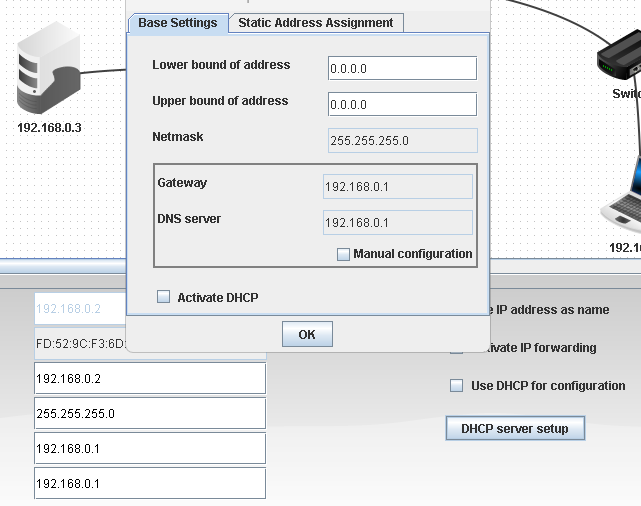 Base Settings
Static Address Assignment
Lower bound of address
0.0.0.0
Upper bound of address
0.0.0.0
Netmask
255.255.255.0
Gateway
192.168.0.1
DNS server
192.168.0.1
Manual configuration
Activate DHCP
OK
192.168.0.3
192.168.0.2
IP address as name
FD:52:9C:F3:6D:
IP forwarding
192.168.0.2
Use DHCP for configuration
255.255.255.0
DHCP server setup
192.168.0.1
192.168.0.1